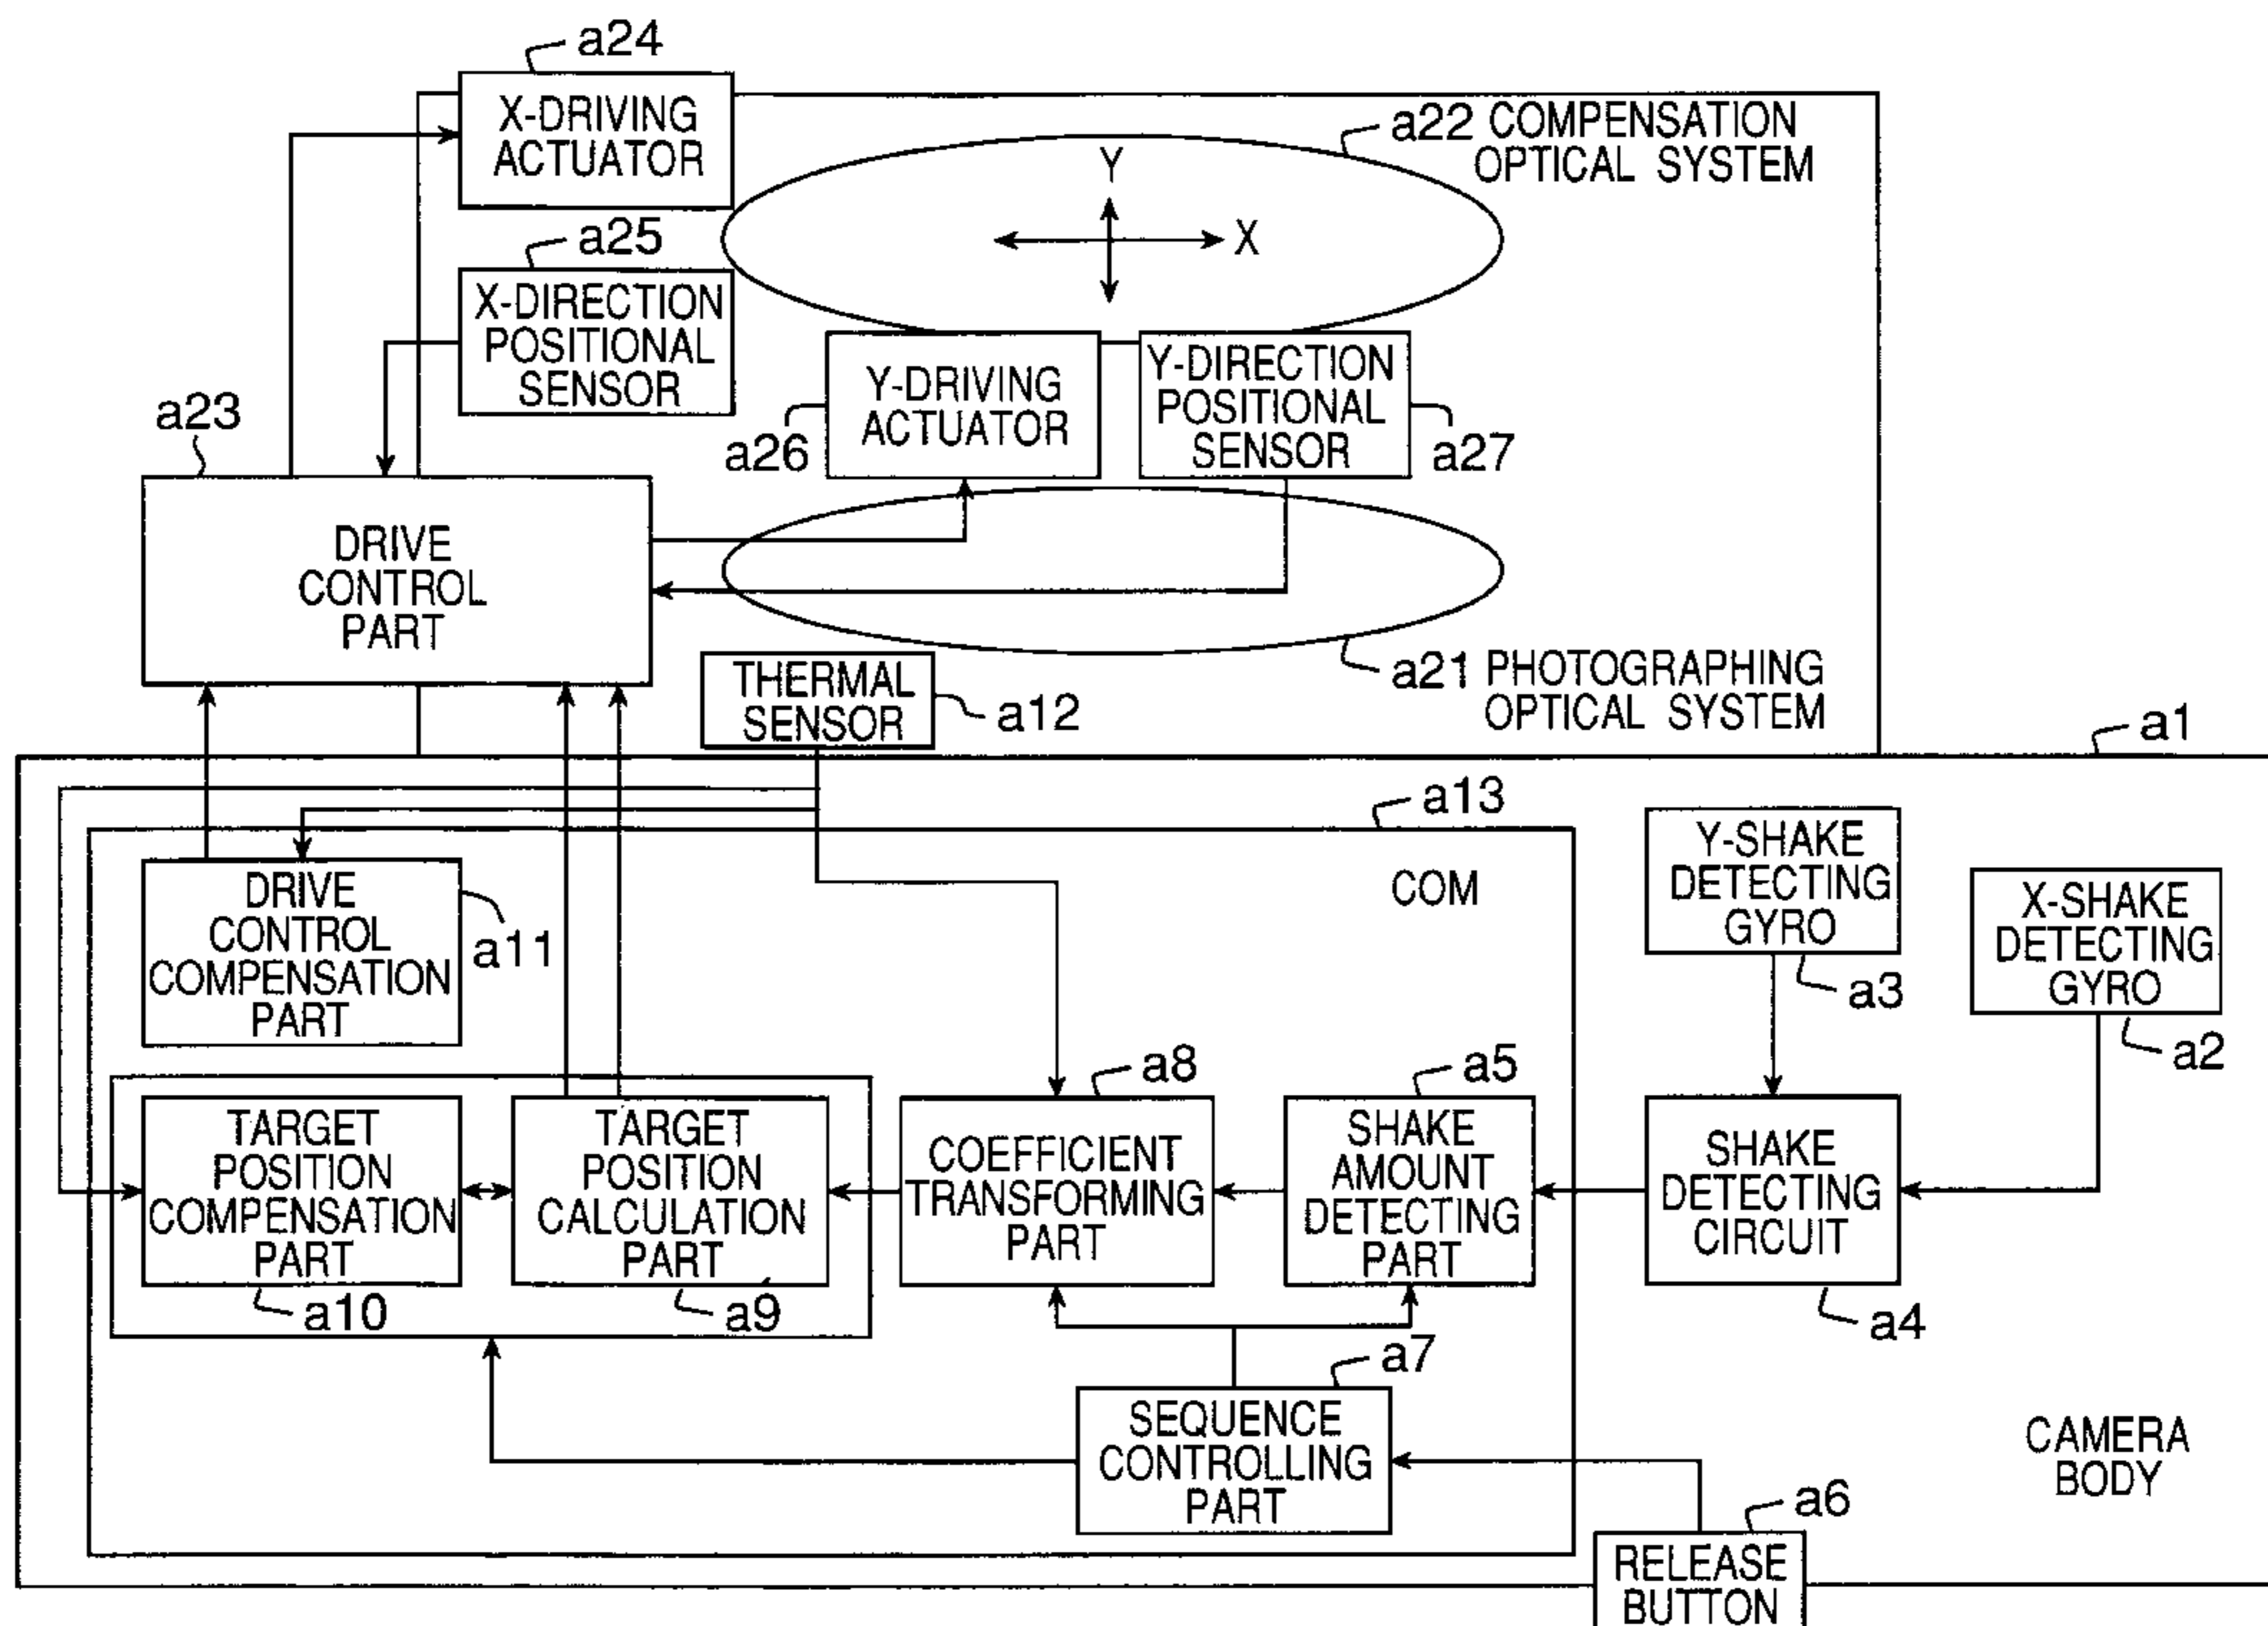 a24
X-DRIVING
ACTUATOR
a22 COMPENSATION
OPTICAL SYSTEM
Y
X
a25
X-DIRECTION
POSITIONAL
SENSOR
a23
Y-DRIVING
ACTUATOR
a26
Y-DIRECTION
POSITIONAL
SENSOR
a27
DRIVE
CONTROL
PART
a21 PHOTOGRAPHING
OPTICAL SYSTEM
THERMAL
SENSOR
a12
a1
a13
COM
DRIVE
CONTROL
COMPENSATION
PART
a11
Y-SHAKE
DETECTING
GYRO
a3
X-SHAKE
DETECTING
GYRO
a2
TARGET
POSITION
COMPENSATION
PART
a10
TARGET
POSITION
CALCULATION
PART
a9
a8
COEFFICIENT
TRANSFORMING
PART
a5
SHAKE
AMOUNT
DETECTING
PART
SHAKE
DETECTING
CIRCUIT
a4
a7
SEQUENCE
CONTROLLING
PART
CAMERA
BODY
a6
RELEASE
BUTTON